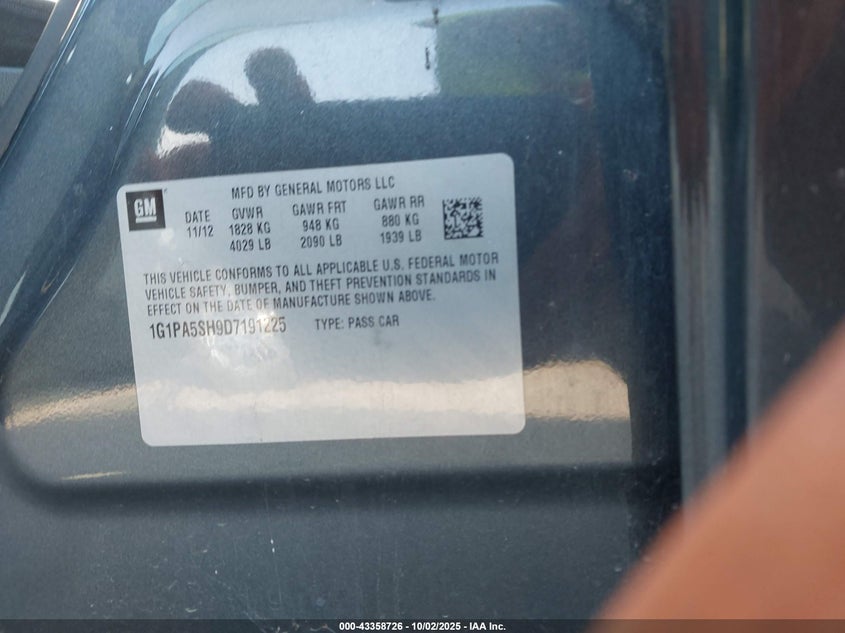 GM
MFD BY GENERAL MOTORS LLC
DATE GVWR GAWR FRT GAWR RR
11/12 1828 KG 948 KG 880 KG
4029 LB 2090 LB 1939 LB
THIS VEHICLE CONFORMS TO ALL APPLICABLE U.S. FEDERAL MOTOR
VEHICLE SAFETY, BUMPER, AND THEFT PREVENTION STANDARDS IN
EFFECT ON THE DATE OF MANUFACTURE SHOWN ABOVE.
1G1PA5SH9D7191225 TYPE: PASS CAR
000-43358726 - 10/02/2025 - IAA Inc.